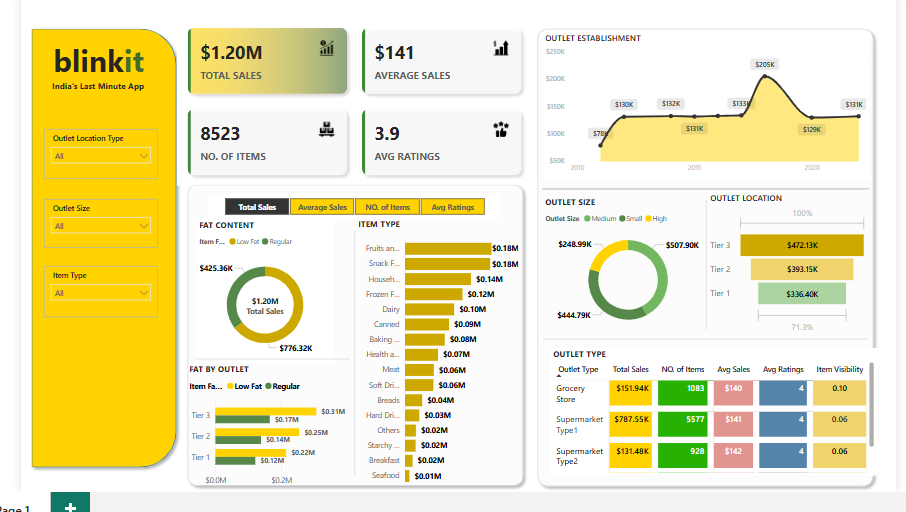 blinkit
India's Last Minute App
Outlet Location Type
All
Outlet Size
All
Item Type
All
$1.20M
TOTAL SALES
$141
AVERAGE SALES
8523
NO. OF ITEMS
3.9
AVG RATINGS
Total Sales
Average Sales
NO. of Items
Avg Ratings
FAT CONTENT
Item F... Low Fat Regular
$425.36K
$1.20M
Total Sales
$776.32K
FAT BY OUTLET
Item Fa... Low Fat Regular
Tier 3 $0.31M
$0.17M
Tier 2 $0.25M
$0.14M
Tier 1 $0.22M
$0.12M
$0.0M $0.2M
ITEM TYPE
Fruits an... $0.18M
Snack F... $0.18M
Househ... $0.14M
Frozen F... $0.12M
Dairy $0.10M
Canned $0.09M
Baking ... $0.08M
Health a... $0.07M
Meat $0.06M
Soft Dri... $0.06M
Breads $0.04M
Hard Dri... $0.03M
Others $0.02M
Starchy ... $0.02M
Breakfast $0.02M
Seafood $0.01M
OUTLET ESTABLISHMENT
$250K
$200K
$150K
$100K
$50K
$78K
$130K
$132K
$131K
$133K
$205K
$129K
$131K
2010 2015 2020
OUTLET SIZE
Outlet Size Medium Small High
$248.99K
$507.90K
$444.79K
OUTLET LOCATION
100%
Tier 3 $472.13K
Tier 2 $393.15K
Tier 1 $336.40K
71.3%
OUTLET TYPE
Outlet Type Total Sales NO. of Items Avg Sales Avg Ratings Item Visibility
Grocery Store $151.94K 1083 $140 4 0.10
Supermarket Type1 $787.55K 5577 $141 4 0.06
Supermarket Type2 $131.48K 928 $142 4 0.06
Page 1
+